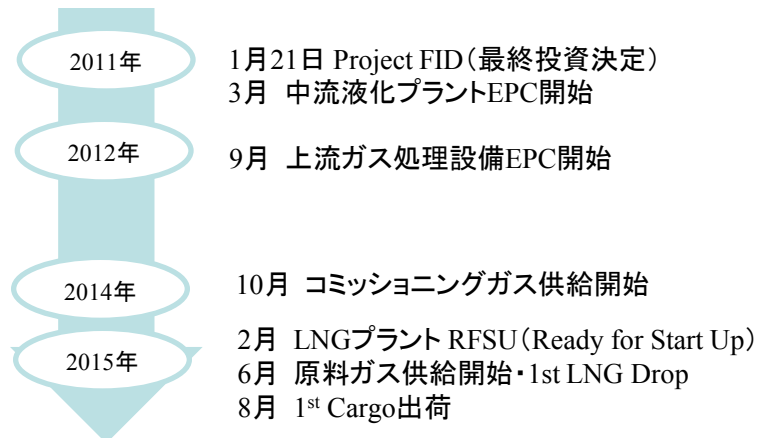 2011年
1月21日 Project FID（最終投資決定）
3月 中流液化プラントEPC開始
2012年
9月 上流ガス処理設備EPC開始
2014年
10月 コミッショニングガス供給開始
2015年
2月 LNGプラント RFSU（Ready for Start Up）
6月 原料ガス供給開始・1st LNG Drop
8月 1st Cargo出荷